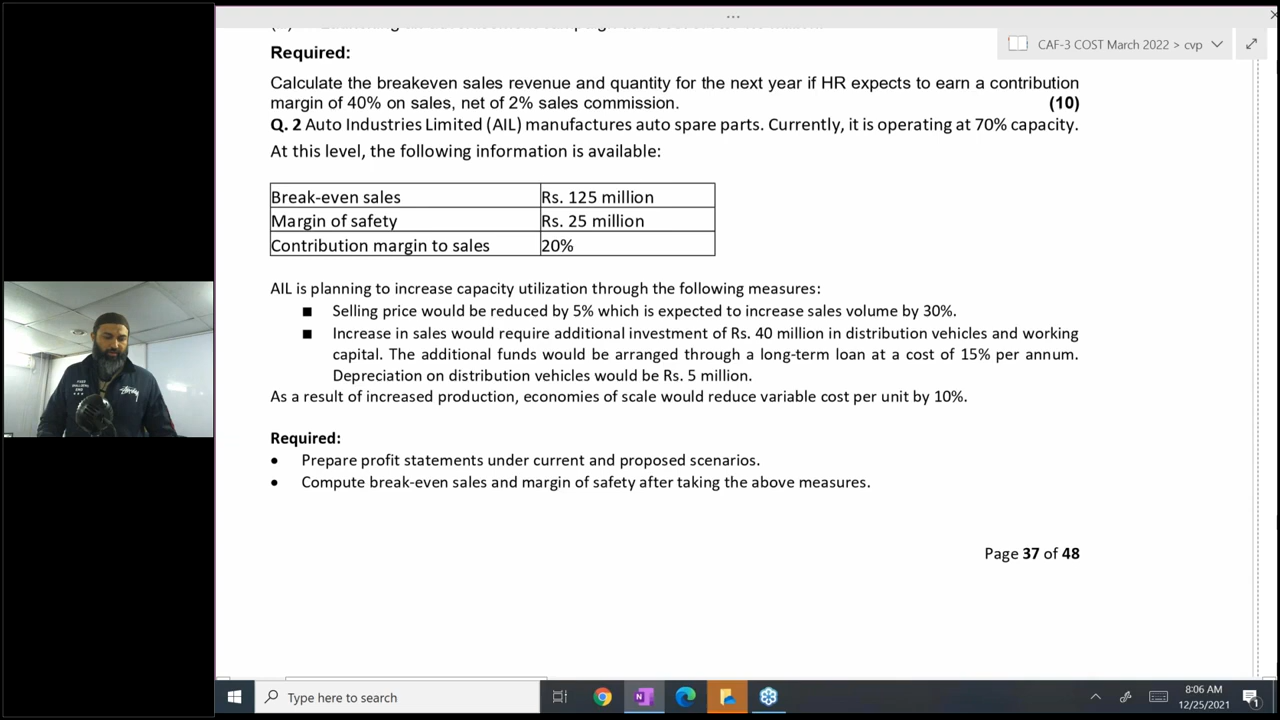 ...
CAF-3 COST March 2022 > cvp
Required:
Calculate the breakeven sales revenue and quantity for the next year if HR expects to earn a contribution
margin of 40% on sales, net of 2% sales commission. (10)
Q. 2 Auto Industries Limited (AIL) manufactures auto spare parts. Currently, it is operating at 70% capacity.
At this level, the following information is available:
Break-even sales Rs. 125 million
Margin of safety Rs. 25 million
Contribution margin to sales 20%
AIL is planning to increase capacity utilization through the following measures:
■ Selling price would be reduced by 5% which is expected to increase sales volume by 30%.
■ Increase in sales would require additional investment of Rs. 40 million in distribution vehicles and working
capital. The additional funds would be arranged through a long-term loan at a cost of 15% per annum.
Depreciation on distribution vehicles would be Rs. 5 million.
As a result of increased production, economies of scale would reduce variable cost per unit by 10%.
Required:
• Prepare profit statements under current and proposed scenarios.
• Compute break-even sales and margin of safety after taking the above measures.
Page 37 of 48
Type here to search
8:06 AM
12/25/2021
1